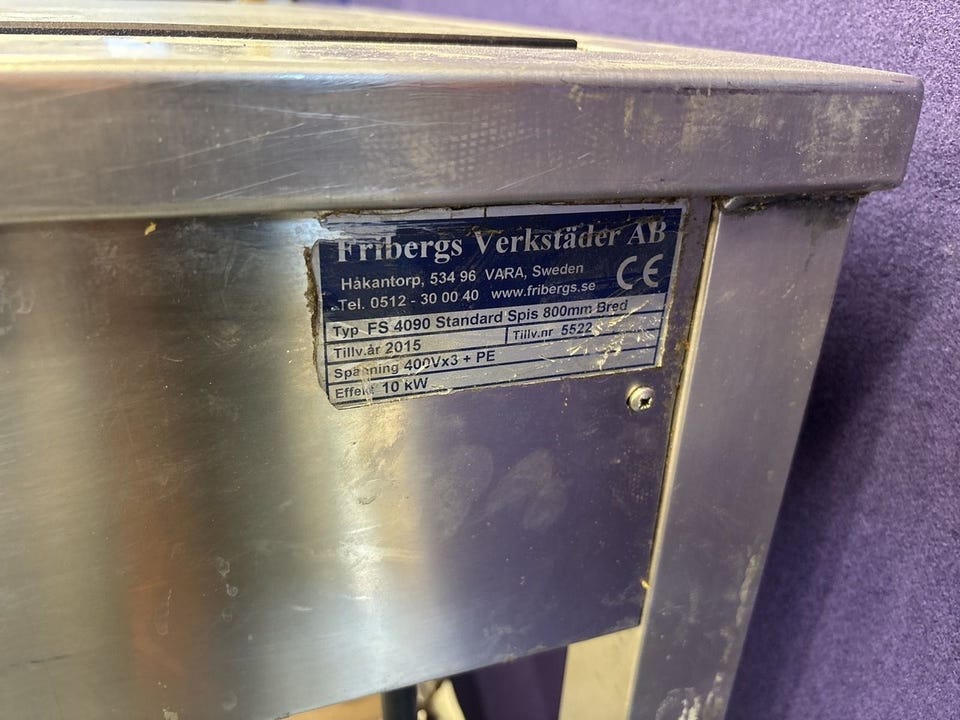 Fribergs Verkstäder AB
Håkantorp, 534 96 VARA, Sweden
Tel. 0512 - 30 00 40 www.fribergs.se
CE
Typ FS 4090 Standard Spis 800mm Bred
Tillv.år 2015 Tillv.nr 5522
Spänning 400Vx3 + PE
Effekt 10 kW